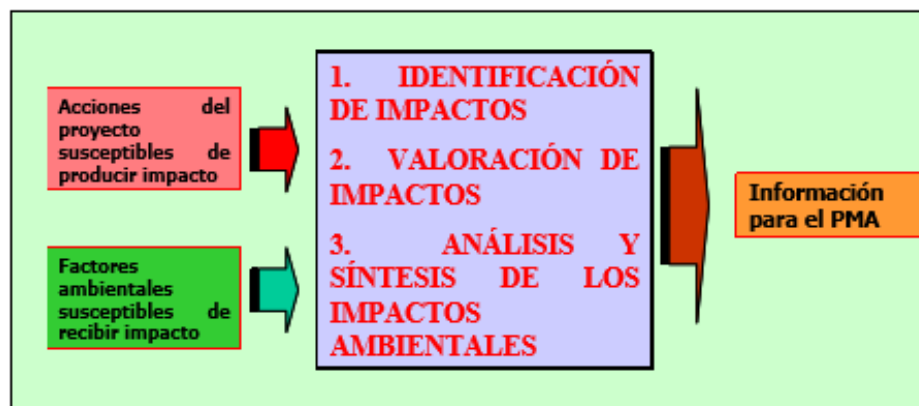 Acciones del
proyecto
susceptibles de
producir impacto
Factores
ambientales
susceptibles de
recibir impacto
1. IDENTIFICACIÓN
DE IMPACTOS
2. VALORACIÓN DE
IMPACTOS
3. ANÁLISIS Y
SÍNTESIS DE LOS
IMPACTOS
AMBIENTALES
Información
para el PMA